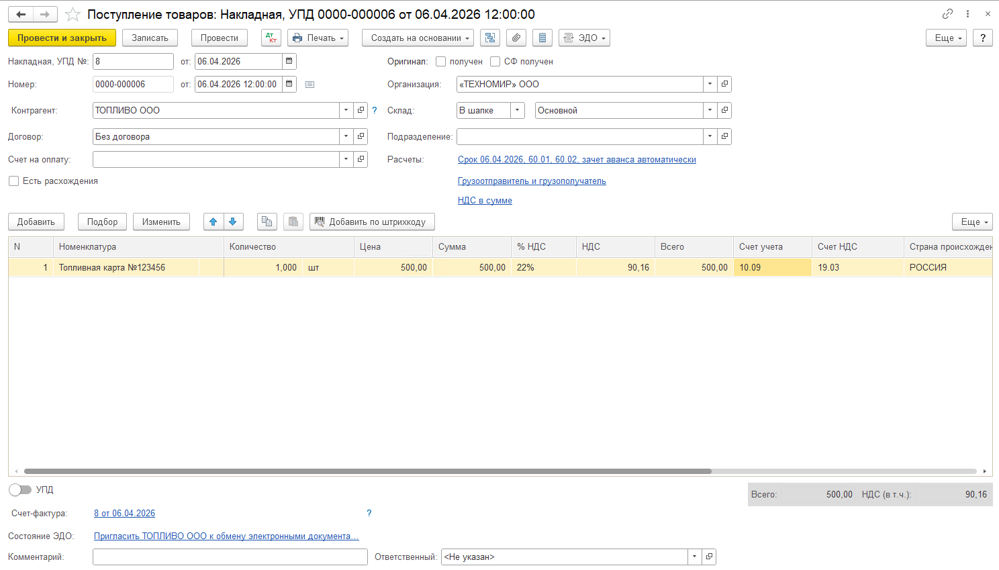 Поступление товаров: Накладная, УПД 0000-000006 от 06.04.2026 12:00:00
Провести и закрыть Записать Провести Дт Кт Печать Создать на основании ЭДО Еще ?
Накладная, УПД №: 8 от: 06.04.2026 Оригинал: получен СФ получен
Номер: 0000-000006 от: 06.04.2026 12:00:00 Организация: «ТЕХНОМИР» ООО
Контрагент: ТОПЛИВО ООО ? Склад: В шапке Основной
Договор: Без договора Подразделение:
Счет на оплату: Расчеты: Срок 06.04.2026, 60.01, 60.02, зачет аванса автоматически
Есть расхождения Грузоотправитель и грузополучатель
НДС в сумме
Добавить Подбор Изменить Добавить по штрихкоду Еще
N Номенклатура Количество Цена Сумма % НДС НДС Всего Счет учета Счет НДС Страна происхожден
1 Топливная карта №123456 1,000 шт 500,00 500,00 22% 90,16 500,00 10.09 19.03 РОССИЯ
УПД
Всего: 500,00 НДС (в т.ч.): 90,16
Счет-фактура: 8 от 06.04.2026 ?
Состояние ЭДО: Пригласить ТОПЛИВО ООО к обмену электронными документа...
Комментарий: Ответственный: <Не указан>